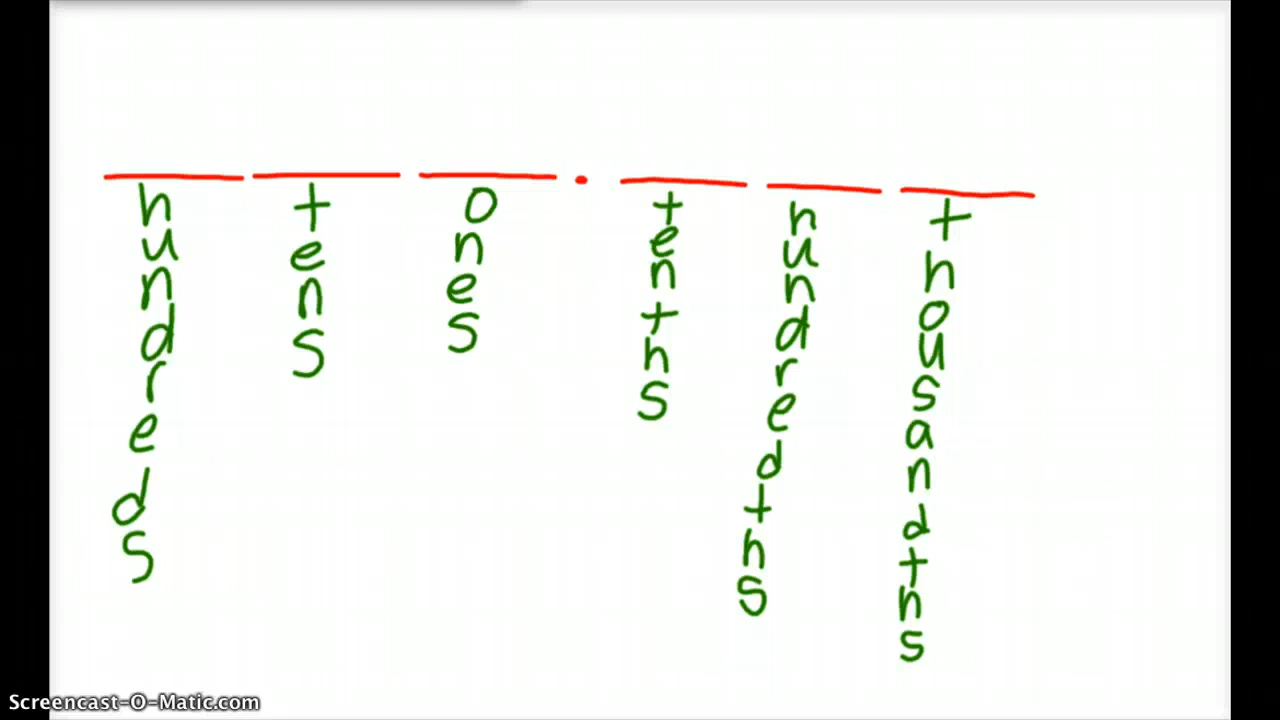 hundreds
tens
ones
.
tenths
hundredths
thousandths
Screencast-O-Matic.com